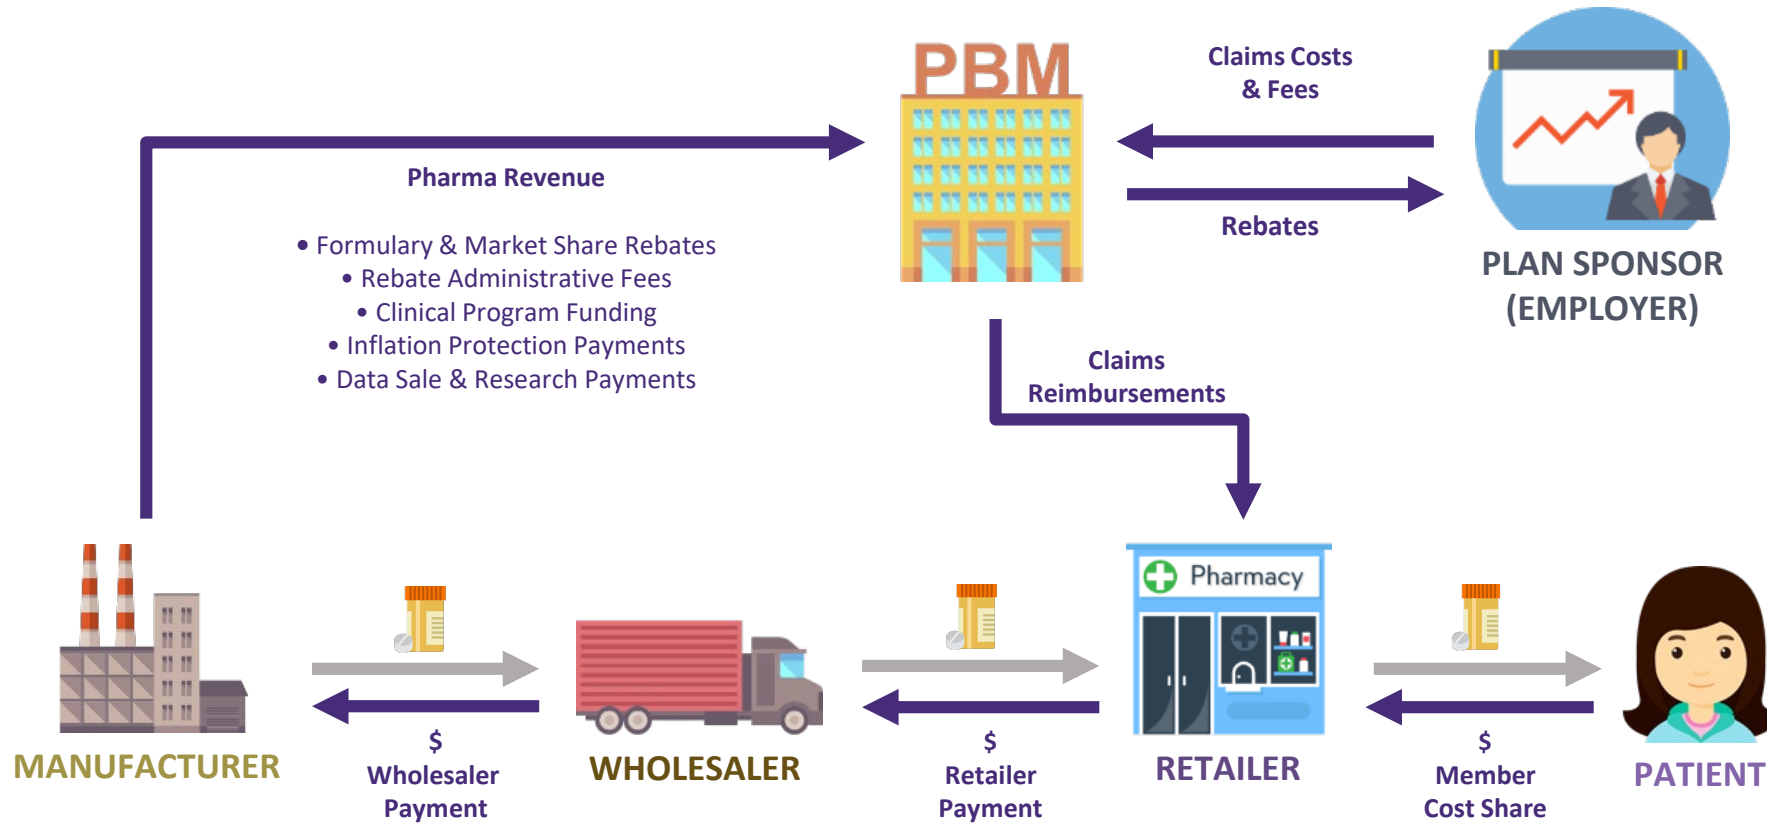 PBM
Claims Costs
& Fees
Rebates
PLAN SPONSOR
(EMPLOYER)
Pharma Revenue
• Formulary & Market Share Rebates
• Rebate Administrative Fees
• Clinical Program Funding
• Inflation Protection Payments
• Data Sale & Research Payments
Claims
Reimbursements
Pharmacy
MANUFACTURER
$
Wholesaler
Payment
WHOLESALER
$
Retailer
Payment
RETAILER
$
Member
Cost Share
PATIENT